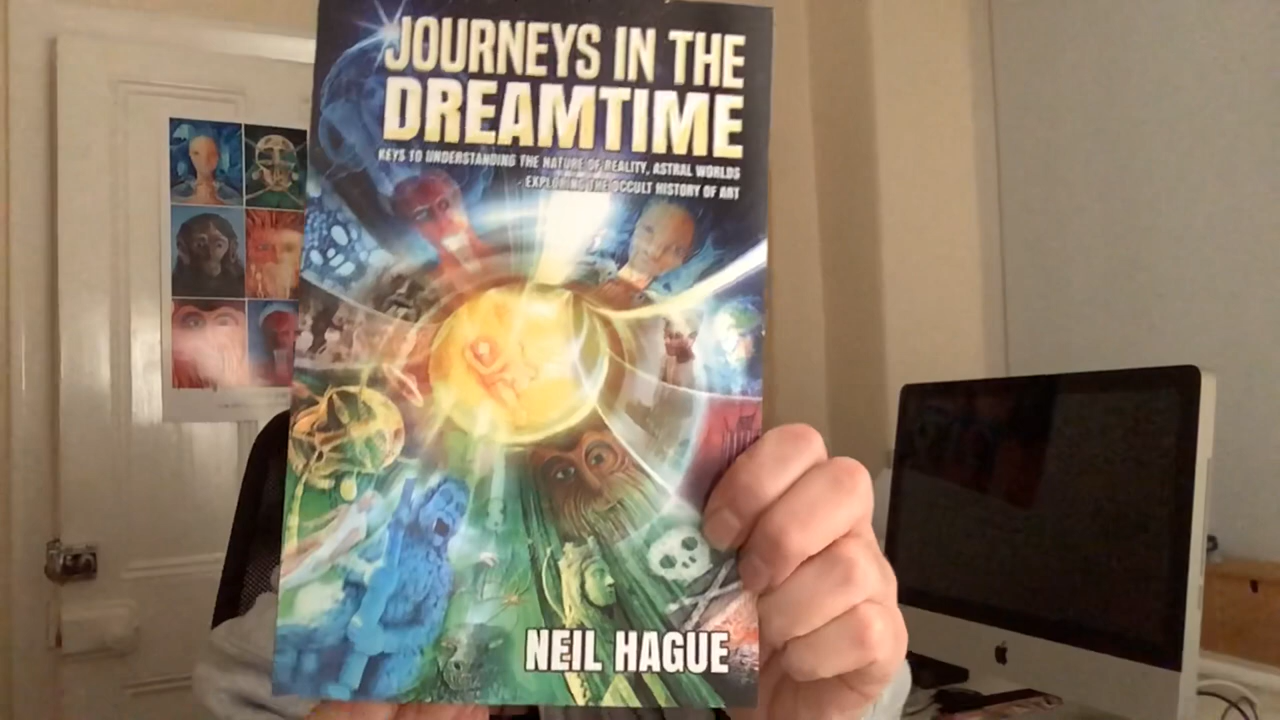 JOURNEYS IN THE
DREAMTIME
KEYS TO UNDERSTANDING THE NATURE OF REALITY, ASTRAL WORLDS
- EXPLORING THE OCCULT HISTORY OF ART
NEIL HAGUE